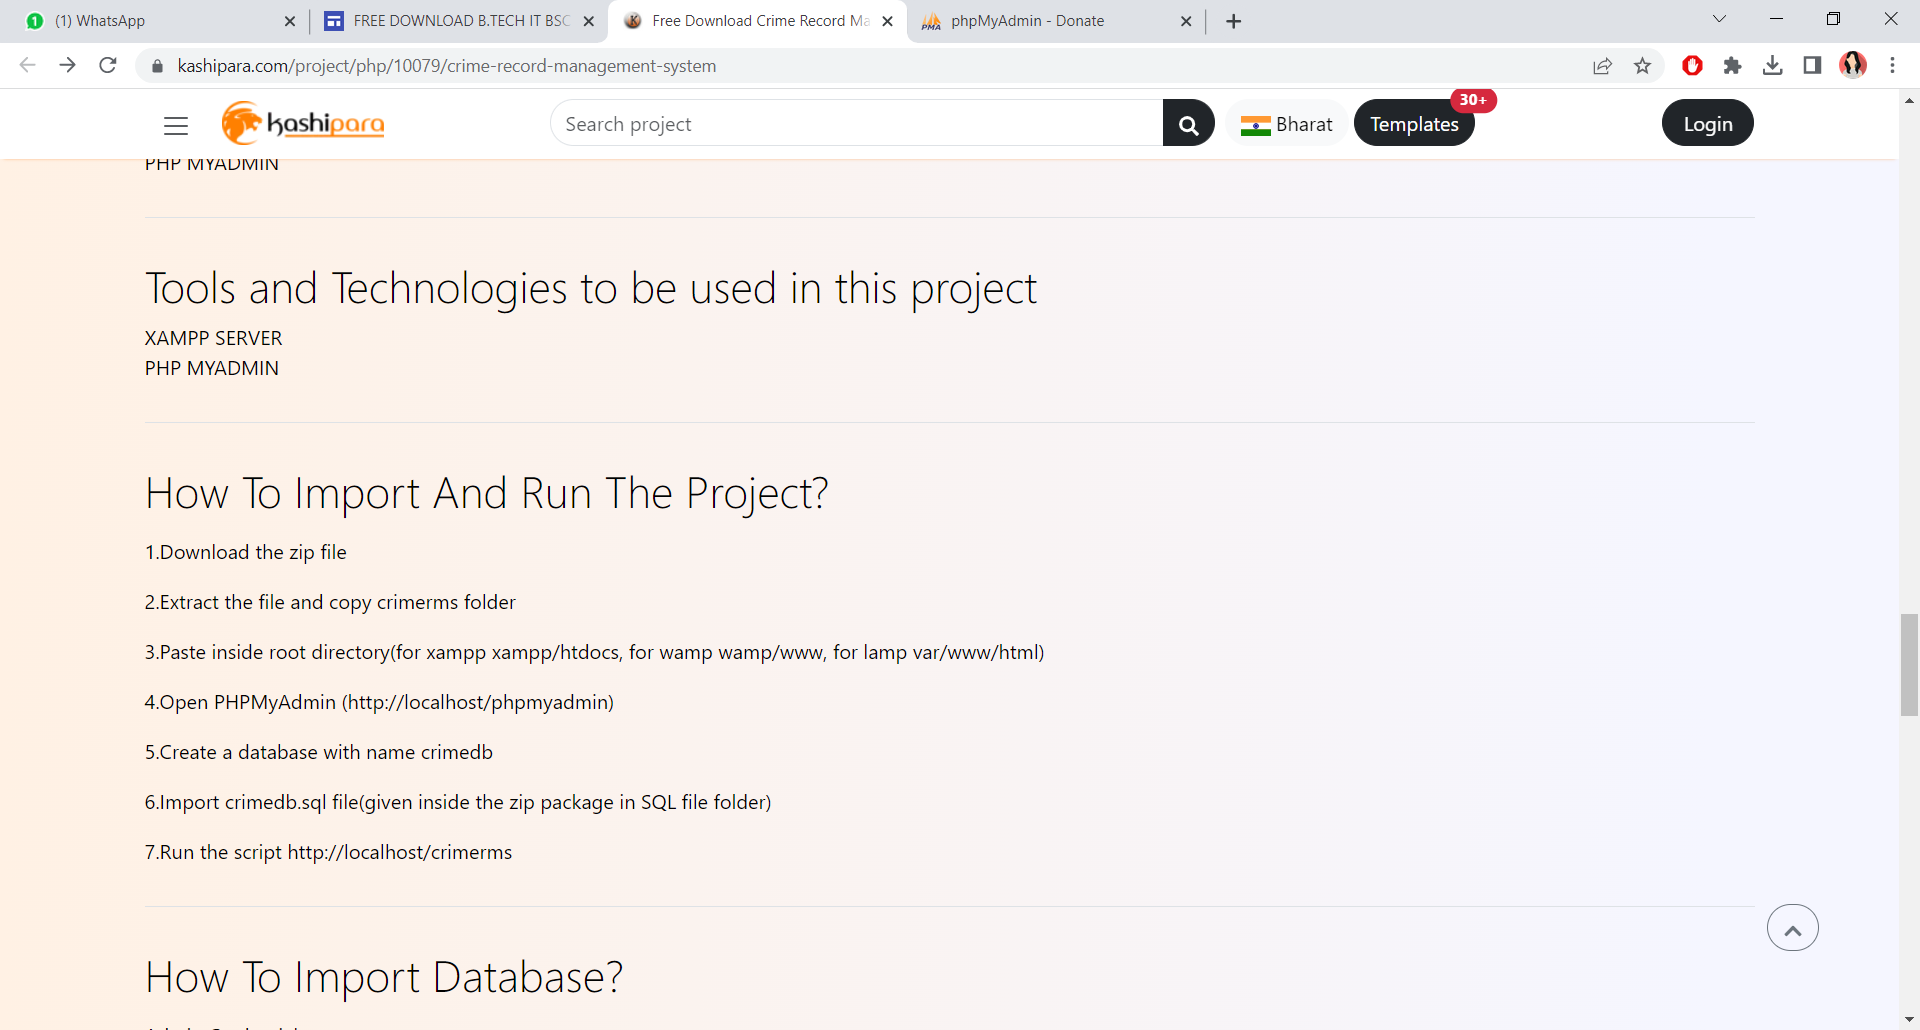 (1) WhatsApp
FREE DOWNLOAD B.TECH IT BSC
Free Download Crime Record Ma
phpMyAdmin - Donate
kashipara.com/project/php/10079/crime-record-management-system
kashipara
Search project
Bharat
Templates
30+
Login
PHP MYADMIN
Tools and Technologies to be used in this project
XAMPP SERVER
PHP MYADMIN
How To Import And Run The Project?
1.Download the zip file
2.Extract the file and copy crimerms folder
3.Paste inside root directory(for xampp xampp/htdocs, for wamp wamp/www, for lamp var/www/html)
4.Open PHPMyAdmin (http://localhost/phpmyadmin)
5.Create a database with name crimedb
6.Import crimedb.sql file(given inside the zip package in SQL file folder)
7.Run the script http://localhost/crimerms
How To Import Database?